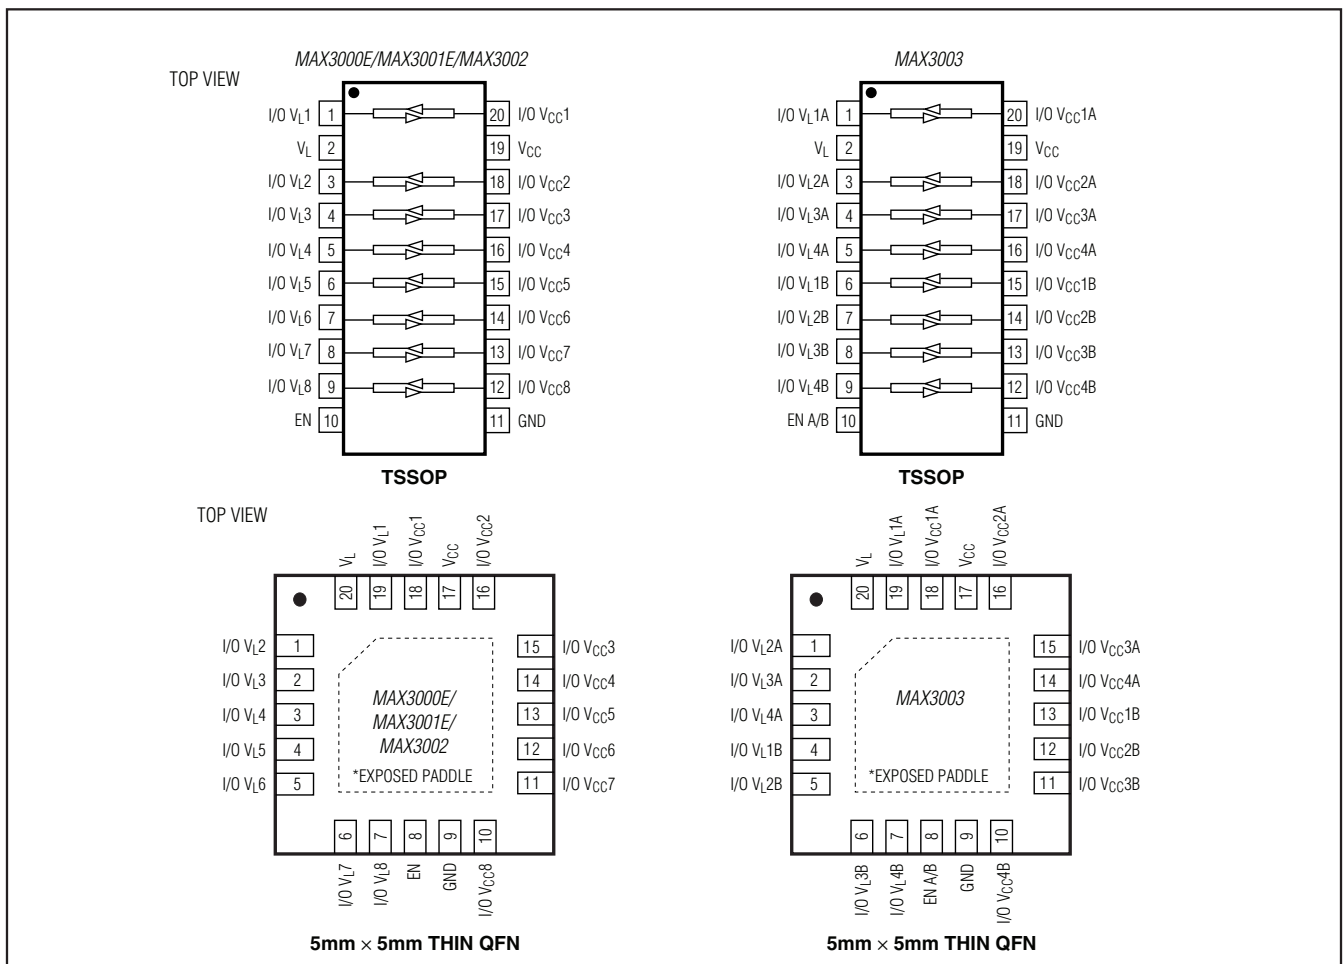 MAX3000E/MAX3001E/MAX3002
TOP VIEW
I/O VL1 1 20 I/O VCC1
VL 2 19 VCC
I/O VL2 3 18 I/O VCC2
I/O VL3 4 17 I/O VCC3
I/O VL4 5 16 I/O VCC4
I/O VL5 6 15 I/O VCC5
I/O VL6 7 14 I/O VCC6
I/O VL7 8 13 I/O VCC7
I/O VL8 9 12 I/O VCC8
EN 10 11 GND
TSSOP
MAX3003
I/O VL1A 1 20 I/O VCC1A
VL 2 19 VCC
I/O VL2A 3 18 I/O VCC2A
I/O VL3A 4 17 I/O VCC3A
I/O VL4A 5 16 I/O VCC4A
I/O VL1B 6 15 I/O VCC1B
I/O VL2B 7 14 I/O VCC2B
I/O VL3B 8 13 I/O VCC3B
I/O VL4B 9 12 I/O VCC4B
EN A/B 10 11 GND
TSSOP
TOP VIEW
VL I/O VL1 I/O VCC1 VCC I/O VCC2
20 19 18 17 16
I/O VL2 1 15 I/O VCC3
I/O VL3 2 14 I/O VCC4
I/O VL4 3 13 I/O VCC5
I/O VL5 4 12 I/O VCC6
I/O VL6 5 11 I/O VCC7
MAX3000E/
MAX3001E/
MAX3002
*EXPOSED PADDLE
6 7 8 9 10
I/O VL7 I/O VL8 EN GND I/O VCC8
5mm × 5mm THIN QFN
VL I/O VL1A I/O VCC1A VCC I/O VCC2A
20 19 18 17 16
I/O VL2A 1 15 I/O VCC3A
I/O VL3A 2 14 I/O VCC4A
I/O VL4A 3 13 I/O VCC1B
I/O VL1B 4 12 I/O VCC2B
I/O VL2B 5 11 I/O VCC3B
MAX3003
*EXPOSED PADDLE
6 7 8 9 10
I/O VL3B I/O VL4B EN A/B GND I/O VCC4B
5mm × 5mm THIN QFN